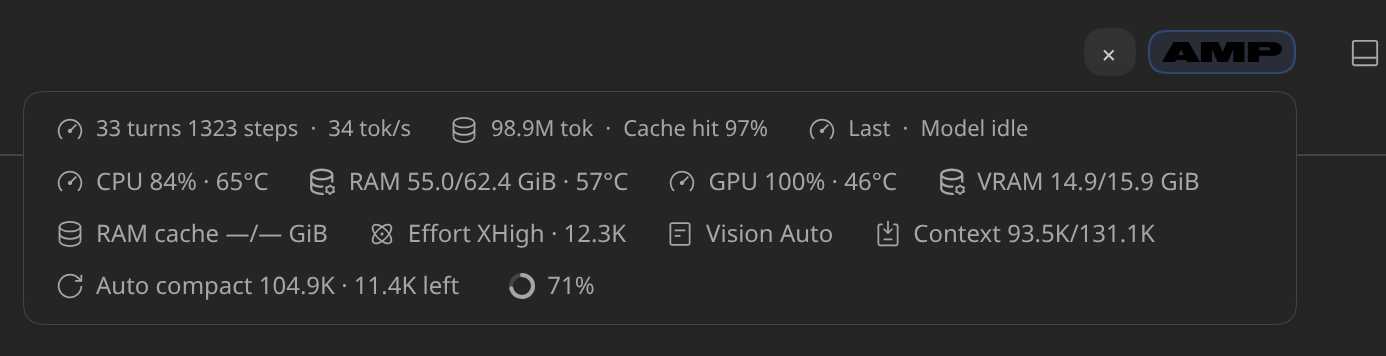 × AMP
33 turns 1323 steps · 34 tok/s 98.9M tok · Cache hit 97% Last · Model idle
CPU 84% · 65°C RAM 55.0/62.4 GiB · 57°C GPU 100% · 46°C VRAM 14.9/15.9 GiB
RAM cache —/— GiB Effort XHigh · 12.3K Vision Auto Context 93.5K/131.1K
Auto compact 104.9K · 11.4K left 71%